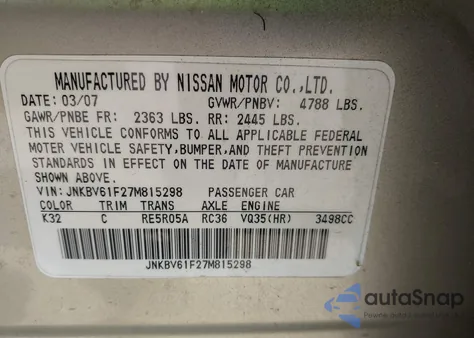 MANUFACTURED BY NISSAN MOTOR CO.,LTD.
DATE: 03/07 GVWR/PNBV: 4788 LBS.
GAWR/PNBE FR: 2363 LBS. RR: 2445 LBS.
THIS VEHICLE CONFORMS TO ALL APPLICABLE FEDERAL
MOTOR VEHICLE SAFETY, BUMPER, AND THEFT PREVENTION
STANDARDS IN EFFECT ON THE DATE OF MANUFACTURE
SHOWN ABOVE.
VIN: JNKBV61F27M815298 PASSENGER CAR
COLOR TRIM TRANS AXLE ENGINE
K32 C RE5R05A RC36 VQ35(HR) 3498CC
JNKBV61F27M815298
autoSnap